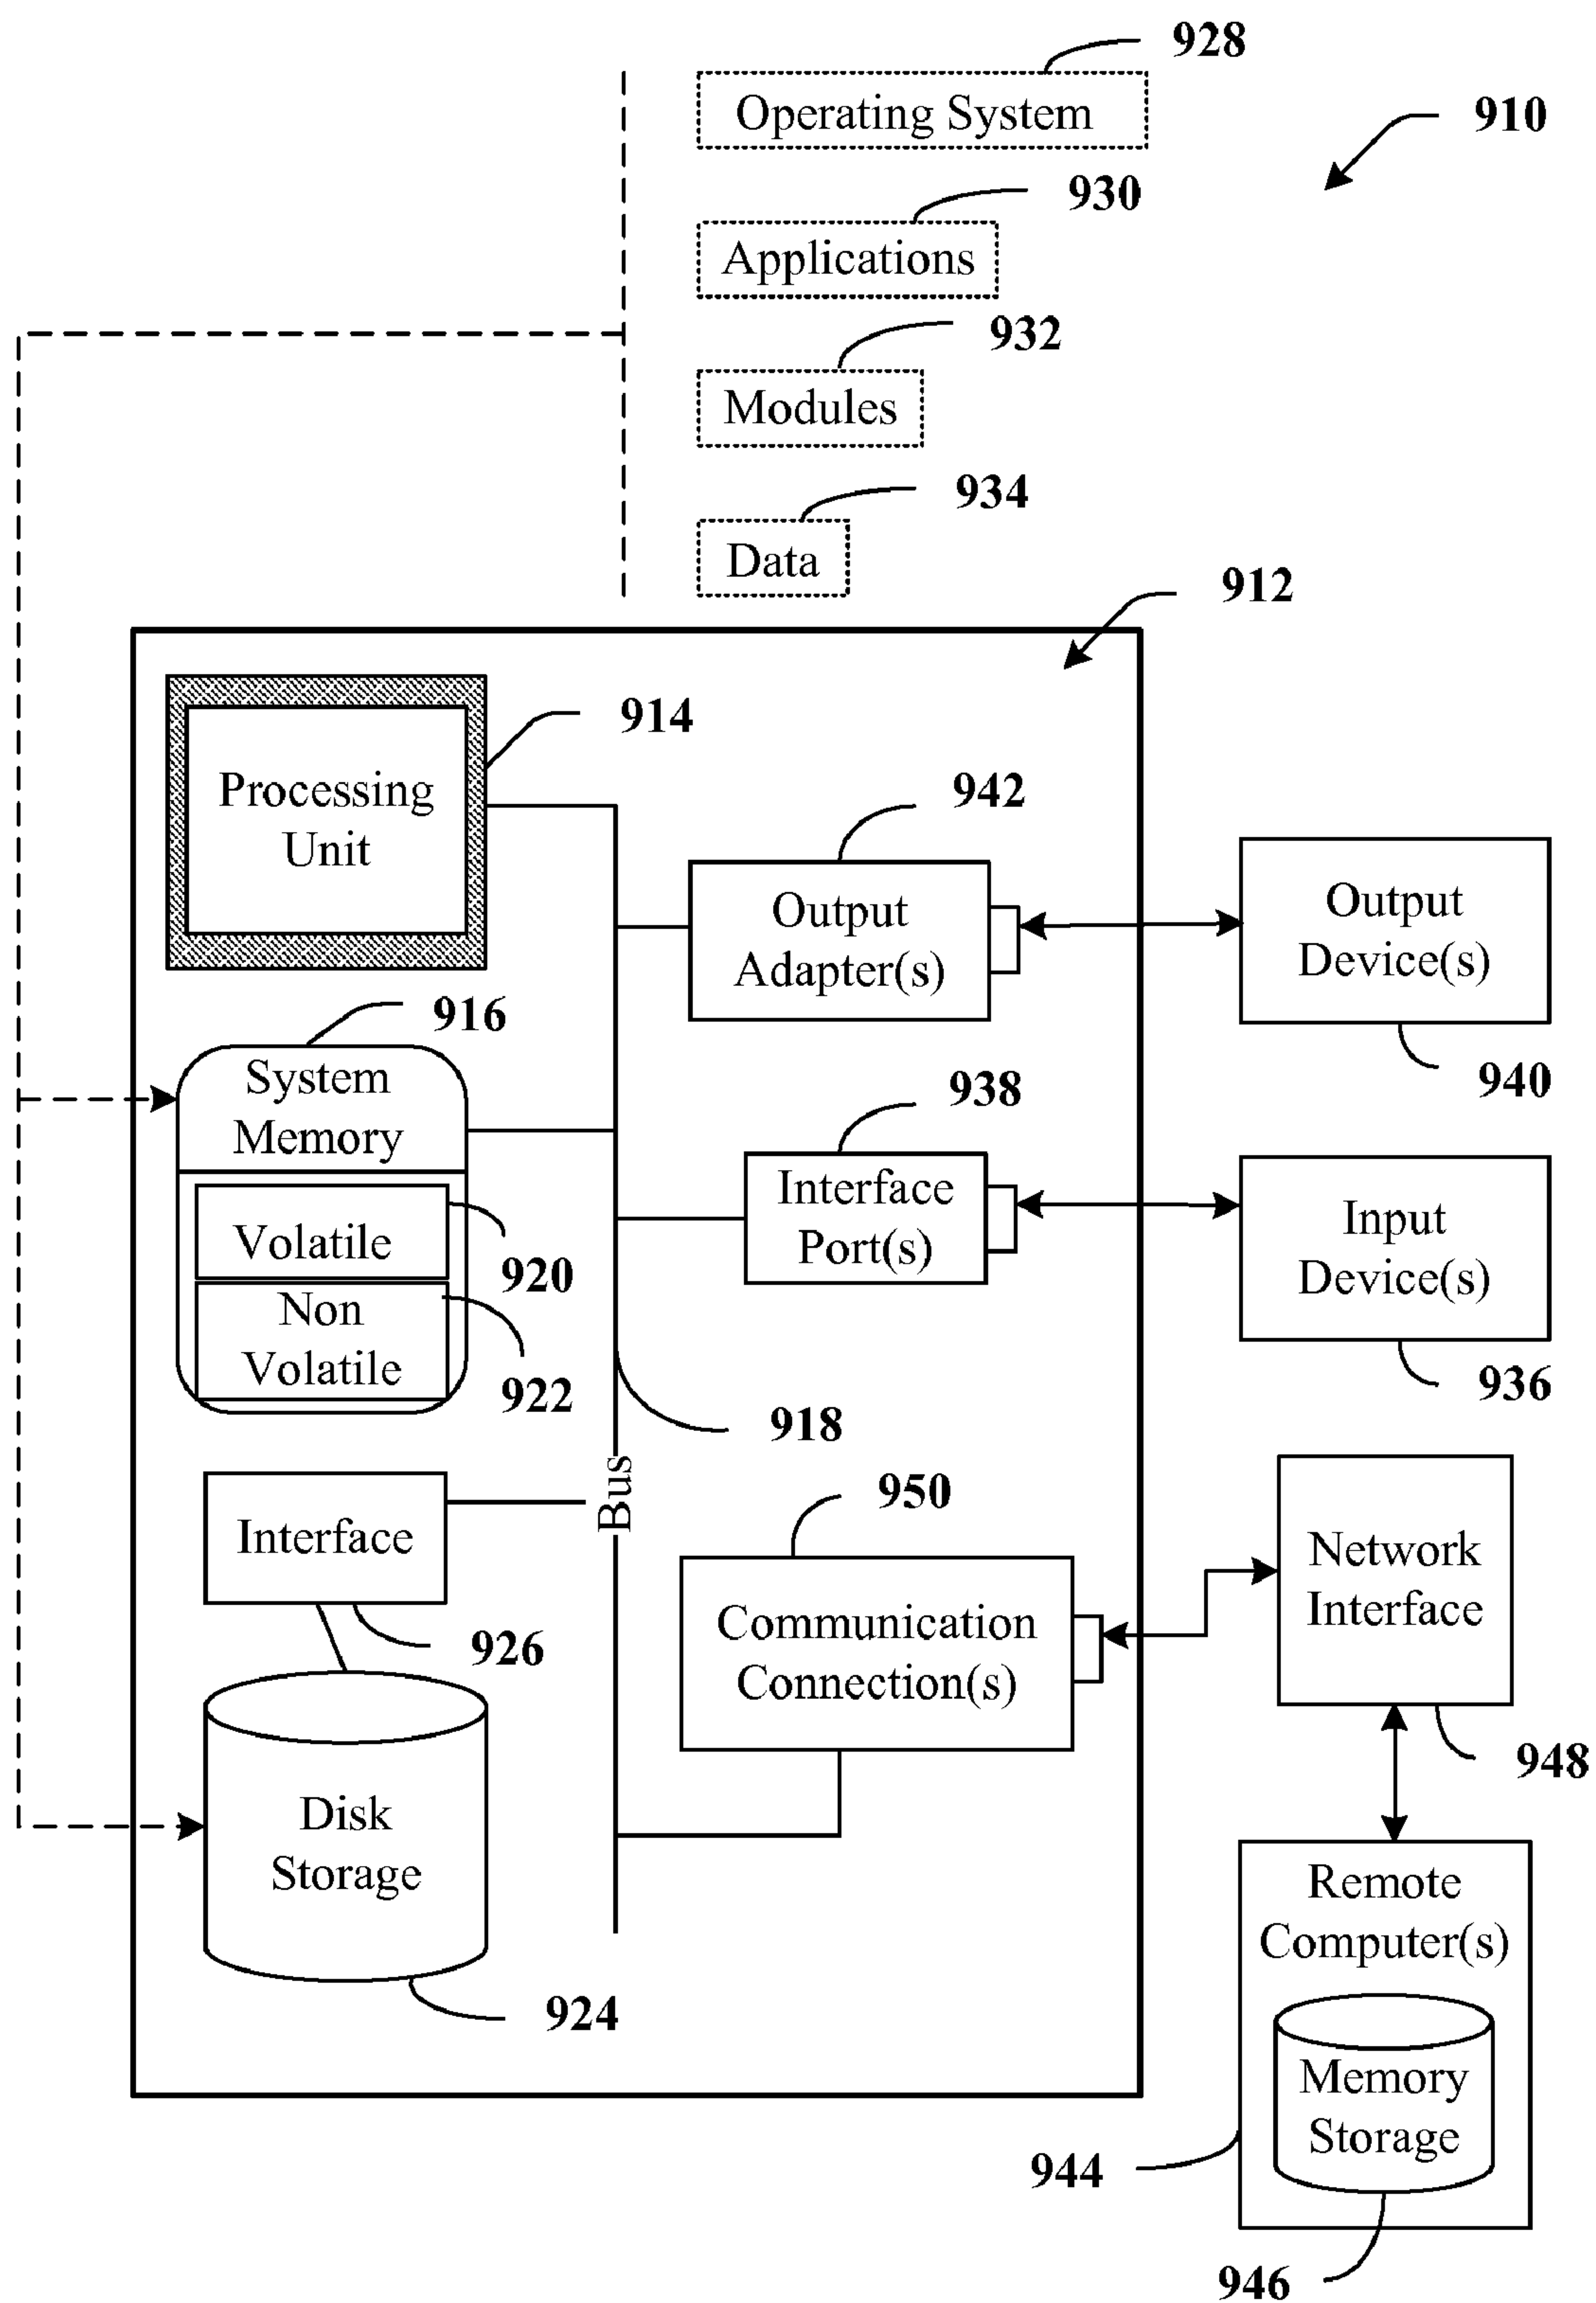 928
Operating System
910
930
Applications
932
Modules
934
Data
912
914
Processing
Unit
942
Output
Adapter(s)
Output
Device(s)
940
916
System
Memory
938
Interface
Port(s)
Input
Device(s)
936
Volatile
920
Non
Volatile
922
918
Bus
Interface
926
950
Communication
Connection(s)
Network
Interface
948
Disk
Storage
924
Remote
Computer(s)
Memory
Storage
944
946